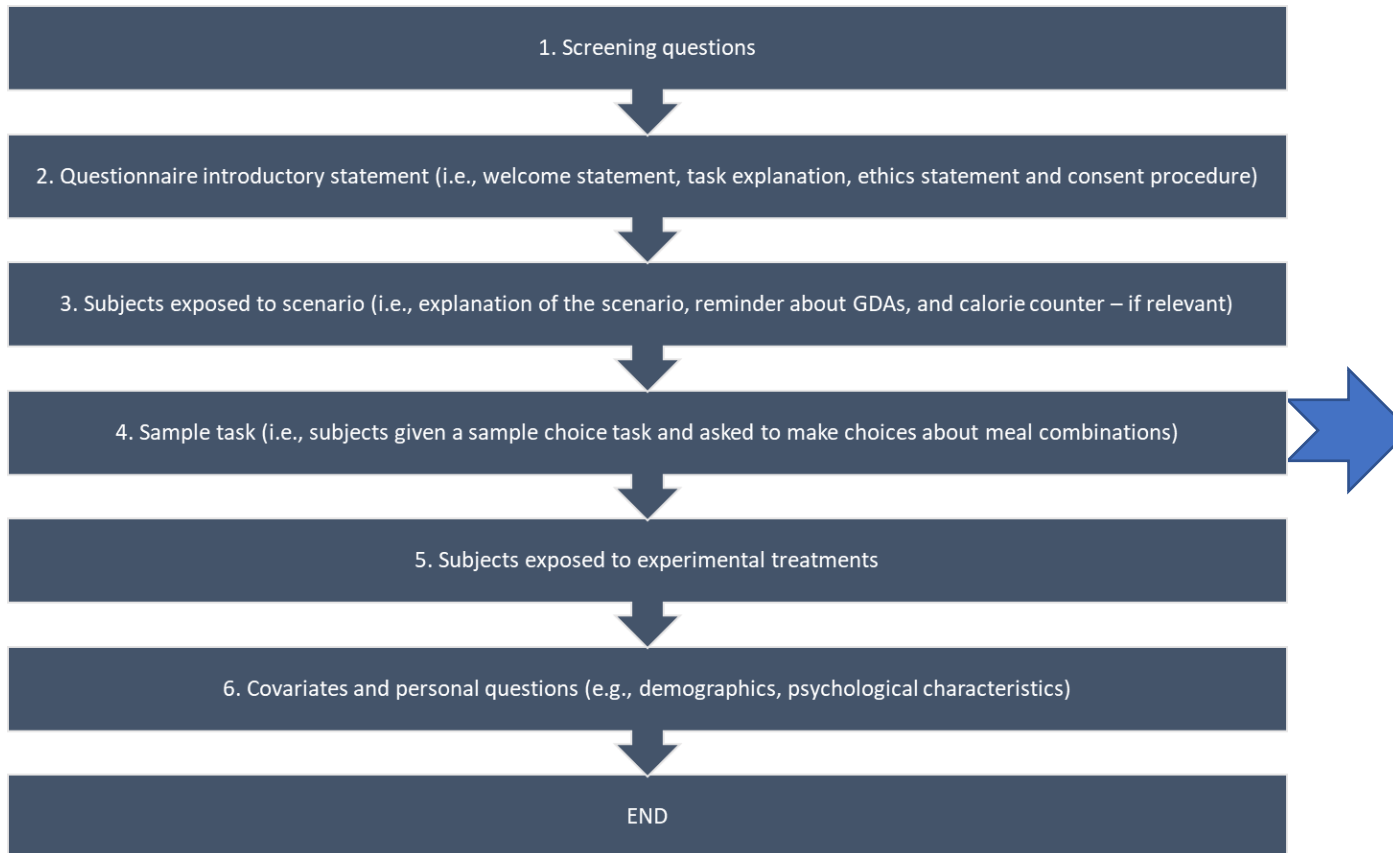 1. Screening questions
2. Questionnaire introductory statement (i.e., welcome statement, task explanation, ethics statement and consent procedure)
3. Subjects exposed to scenario (i.e., explanation of the scenario, reminder about GDAs, and calorie counter – if relevant)
4. Sample task (i.e., subjects given a sample choice task and asked to make choices about meal combinations)
5. Subjects exposed to experimental treatments
6. Covariates and personal questions (e.g., demographics, psychological characteristics)
END